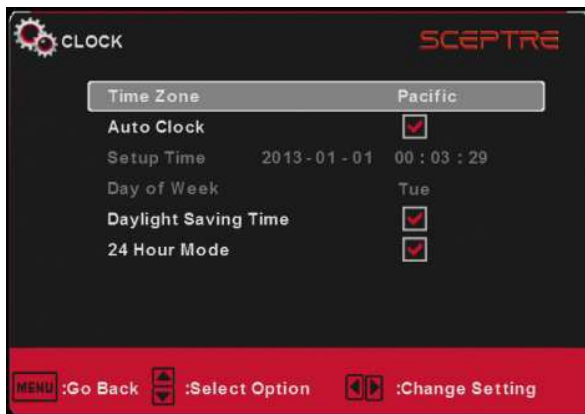 CLOCK SCEPTRE
Time Zone Pacific
Auto Clock
Setup Time 2013-01-01 00:03:29
Day of Week Tue
Daylight Saving Time
24 Hour Mode
MENU :Go Back :Select Option :Change Setting